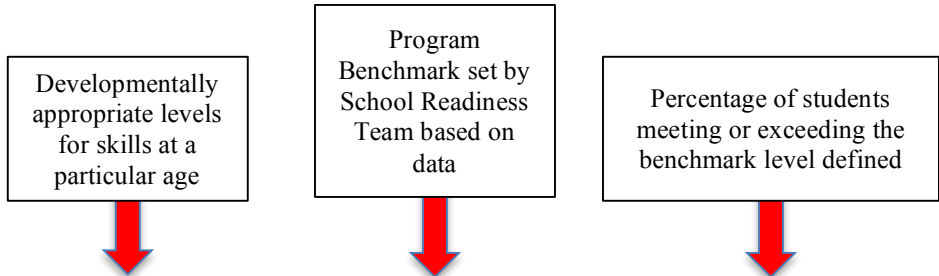 Developmentally
appropriate levels
for skills at a
particular age
Program
Benchmark set by
School Readiness
Team based on
data
Percentage of students
meeting or exceeding the
benchmark level defined